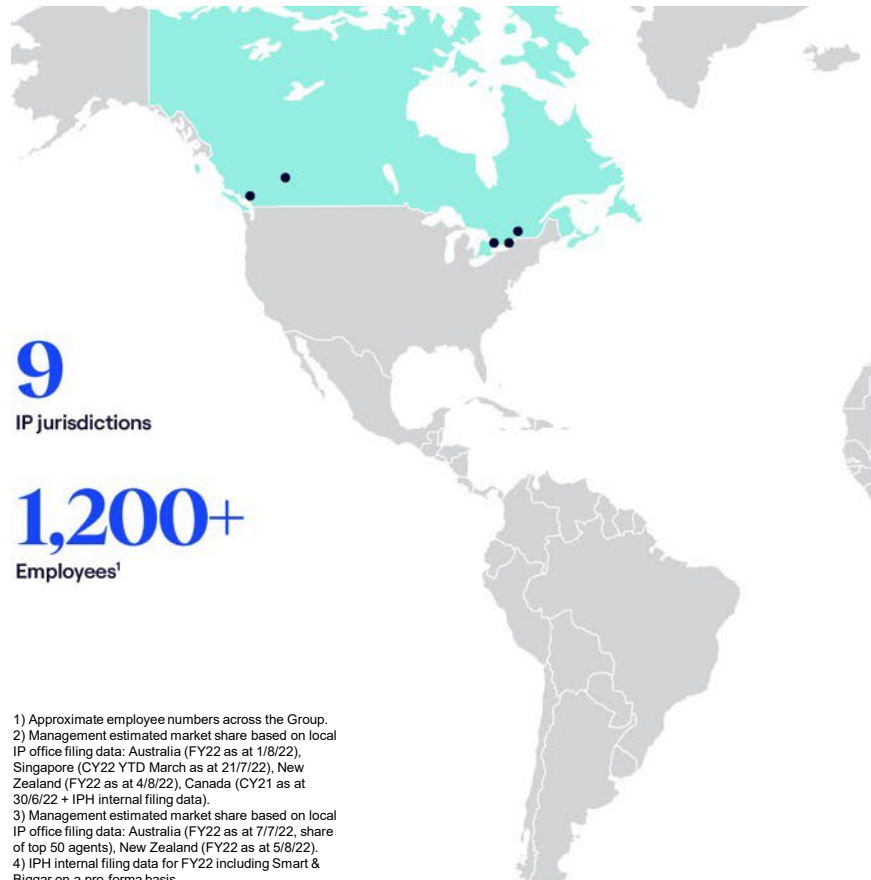 9
IP jurisdictions
1,200+
Employees¹
1) Approximate employee numbers across the Group.
2) Management estimated market share based on local
IP office filing data: Australia (FY22 as at 1/8/22),
Singapore (CY22 YTD March as at 21/7/22), New
Zealand (FY22 as at 4/8/22), Canada (CY21 as at
30/6/22 + IPH internal filing data).
3) Management estimated market share based on local
IP office filing data: Australia (FY22 as at 7/7/22, share
of top 50 agents), New Zealand (FY22 as at 5/8/22).
4) IPH internal filing data for FY22 including Smart &
Biggar on a pro-forma basis